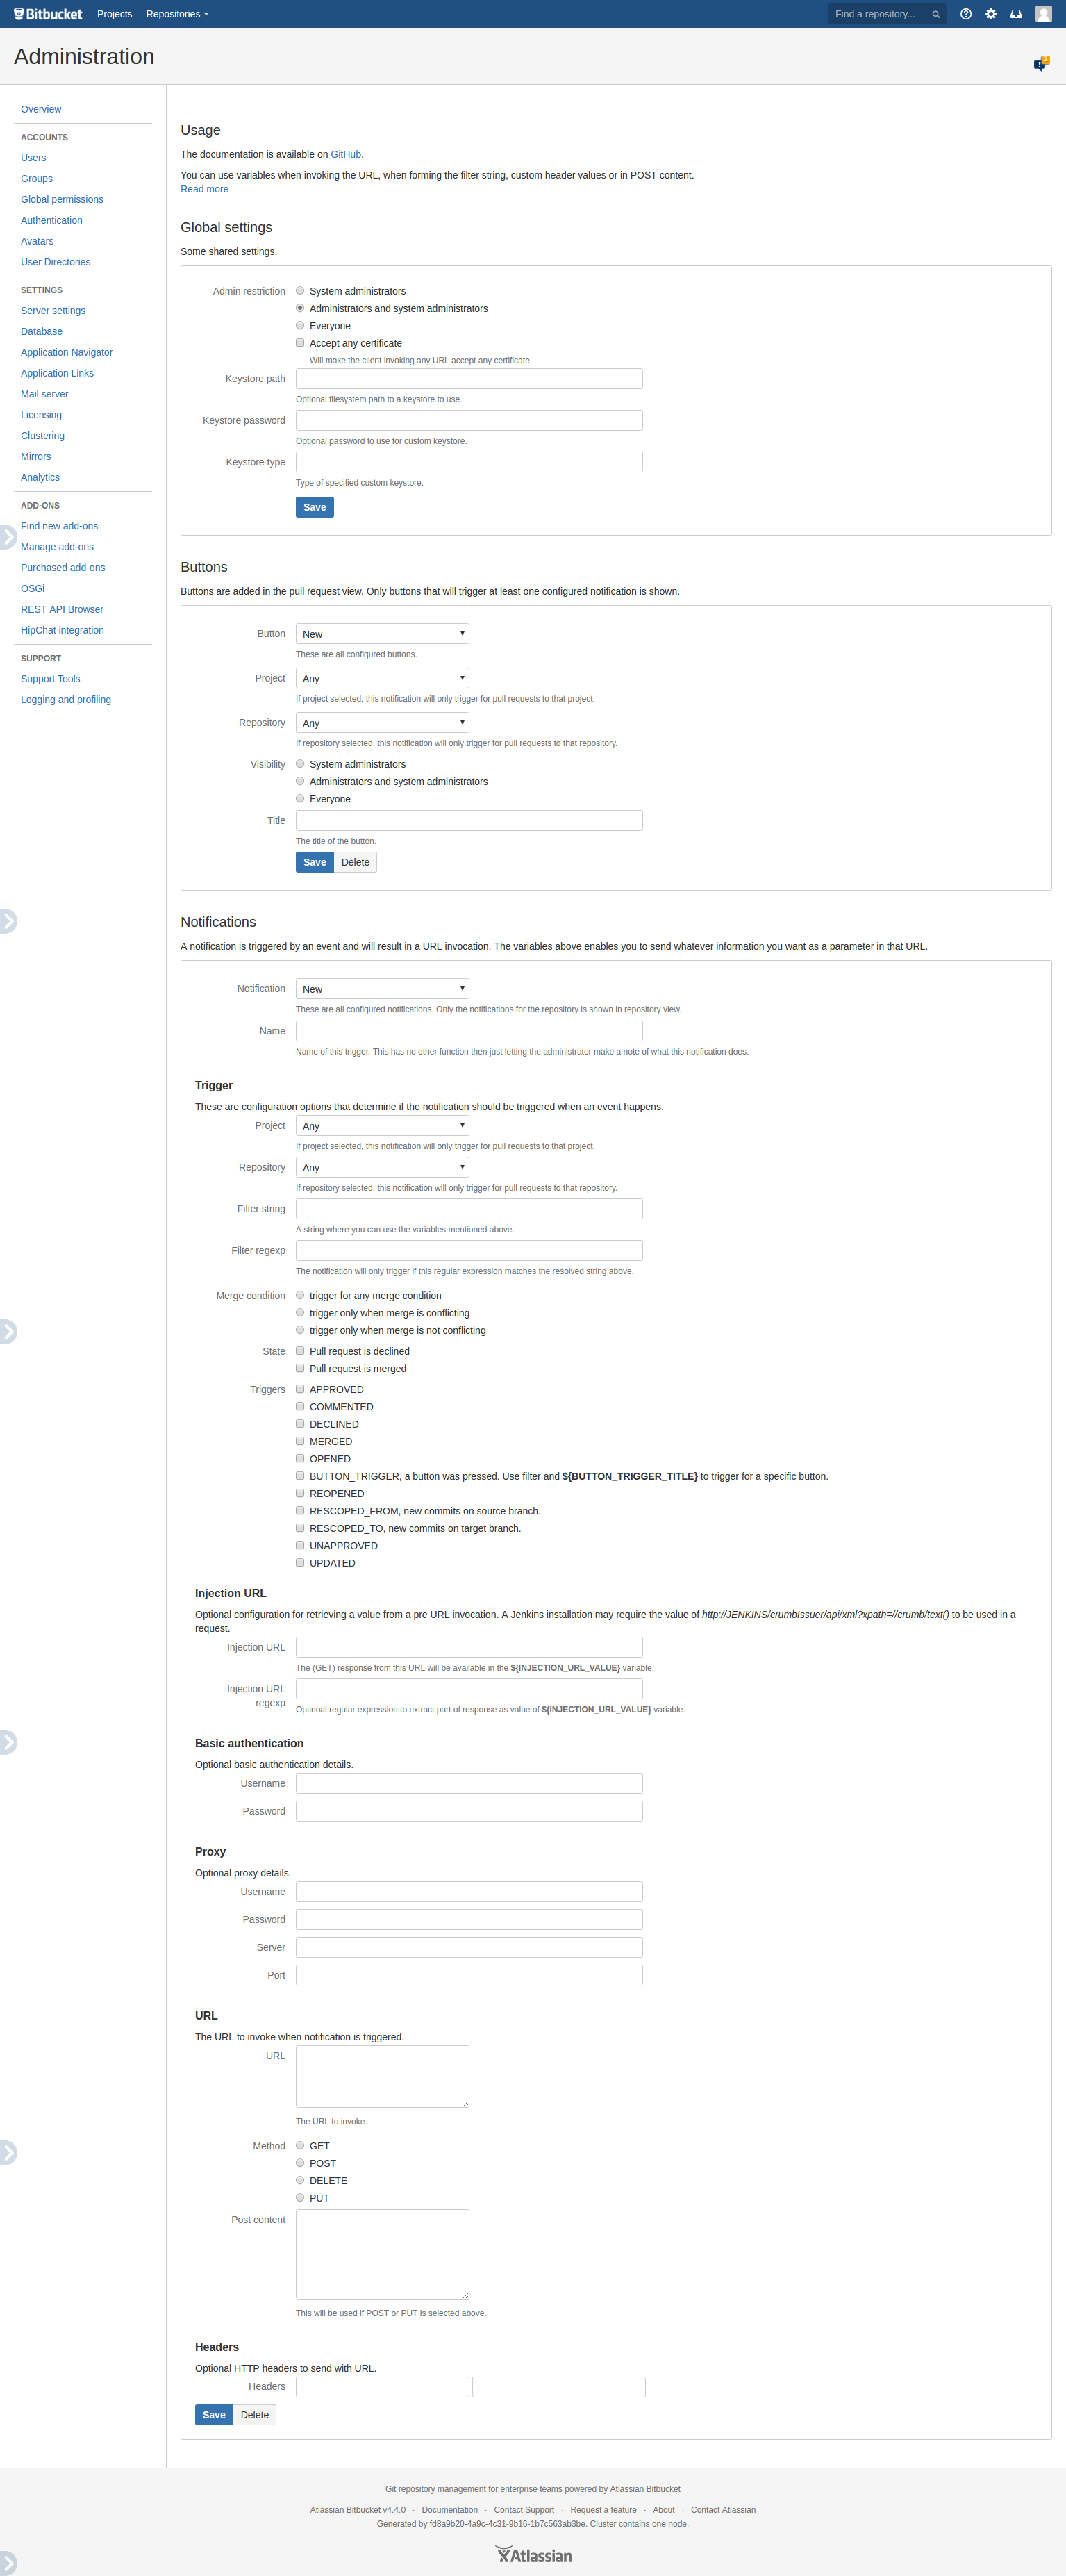 Bitbucket Projects Repositories Find a repository...
Administration
Overview
ACCOUNTS
Users
Groups
Global permissions
Authentication
Avatars
User Directories
SETTINGS
Server settings
Database
Application Navigator
Application Links
Mail server
Licensing
Clustering
Mirrors
Analytics
ADD-ONS
Find new add-ons
Manage add-ons
Purchased add-ons
OSGi
REST API Browser
HipChat integration
SUPPORT
Support Tools
Logging and profiling
Usage
The documentation is available on GitHub.
You can use variables when invoking the URL, when forming the filter string, custom header values or in POST content.
Read more
Global settings
Some shared settings.
Admin restriction System administrators
Administrators and system administrators
Everyone
Accept any certificate
Will make the client invoking any URL accept any certificate.
Keystore path
Optional filesystem path to a keystore to use.
Keystore password
Optional password to use for custom keystore.
Keystore type
Type of specified custom keystore.
Save
Buttons
Buttons are added in the pull request view. Only buttons that will trigger at least one configured notification is shown.
Button New
These are all configured buttons.
Project Any
If project selected, this notification will only trigger for pull requests to that project.
Repository Any
If repository selected, this notification will only trigger for pull requests to that repository.
Visibility System administrators
Administrators and system administrators
Everyone
Title
The title of the button.
Save Delete
Notifications
A notification is triggered by an event and will result in a URL invocation. The variables above enables you to send whatever information you want as a parameter in that URL.
Notification New
These are all configured notifications. Only the notifications for the repository is shown in repository view.
Name
Name of this trigger. This has no other function then just letting the administrator make a note of what this notification does.
Trigger
These are configuration options that determine if the notification should be triggered when an event happens.
Project Any
If project selected, this notification will only trigger for pull requests to that project.
Repository Any
If repository selected, this notification will only trigger for pull requests to that repository.
Filter string
A string where you can use the variables mentioned above.
Filter regexp
The notification will only trigger if this regular expression matches the resolved string above.
Merge condition trigger for any merge condition
trigger only when merge is conflicting
trigger only when merge is not conflicting
State Pull request is declined
Pull request is merged
Triggers APPROVED
COMMENTED
DECLINED
MERGED
OPENED
BUTTON_TRIGGER, a button was pressed. Use filter and ${BUTTON_TRIGGER_TITLE} to trigger for a specific button.
REOPENED
RESCOPED_FROM, new commits on source branch.
RESCOPED_TO, new commits on target branch.
UNAPPROVED
UPDATED
Injection URL
Optional configuration for retrieving a value from a pre URL invocation. A Jenkins installation may require the value of http://JENKINS/crumbIssuer/api/xml?xpath=//crumb/text() to be used in a
request.
Injection URL
The (GET) response from this URL will be available in the ${INJECTION_URL_VALUE} variable.
Injection URL
regexp
Optinoal regular expression to extract part of response as value of ${INJECTION_URL_VALUE} variable.
Basic authentication
Optional basic authentication details.
Username
Password
Proxy
Optional proxy details.
Username
Password
Server
Port
URL
The URL to invoke when notification is triggered.
URL
The URL to invoke.
Method GET
POST
DELETE
PUT
Post content
This will be used if POST or PUT is selected above.
Headers
Optional HTTP headers to send with URL.
Headers
Save Delete
Git repository management for enterprise teams powered by Atlassian Bitbucket
Atlassian Bitbucket v4.4.0 · Documentation · Contact Support · Request a feature · About · Contact Atlassian
Generated by fd8a9b20-4a9c-4c31-9b16-1b7c563ab3be. Cluster contains one node.
Atlassian